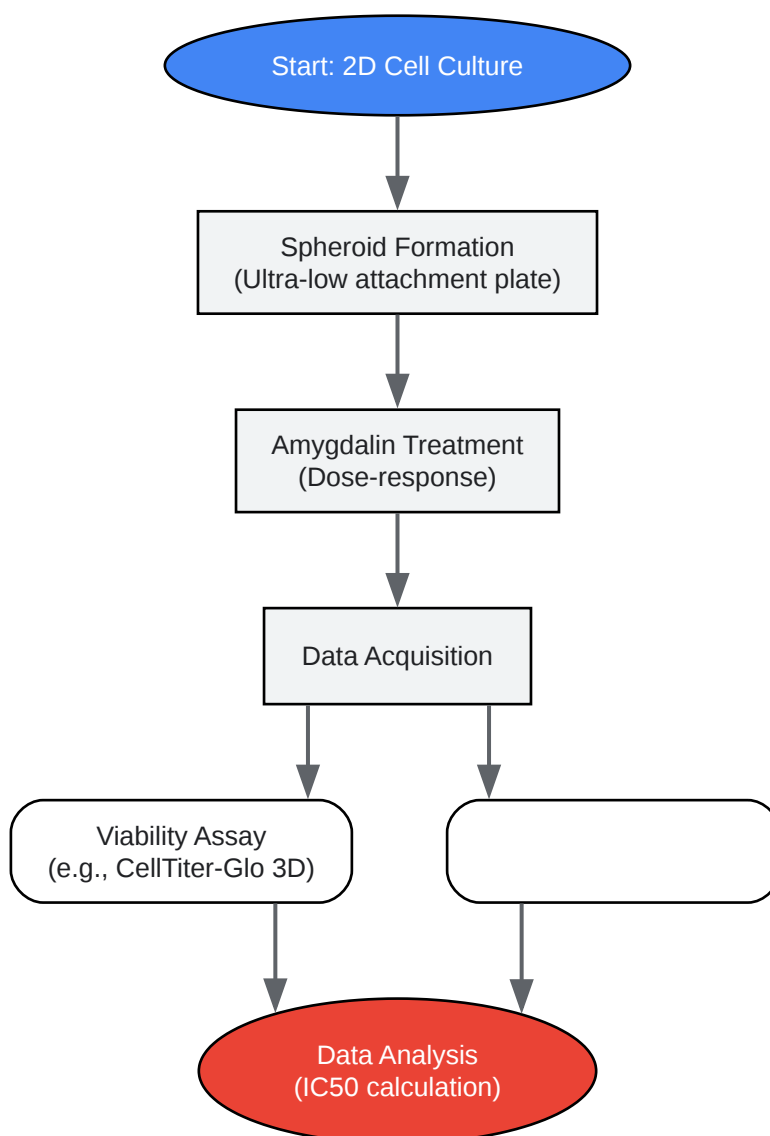 Start: 2D Cell Culture
Spheroid Formation
(Ultra-low attachment plate)
Amygdalin Treatment
(Dose-response)
Data Acquisition
Viability Assay
(e.g., CellTiter-Glo 3D)
Data Analysis
(IC50 calculation)